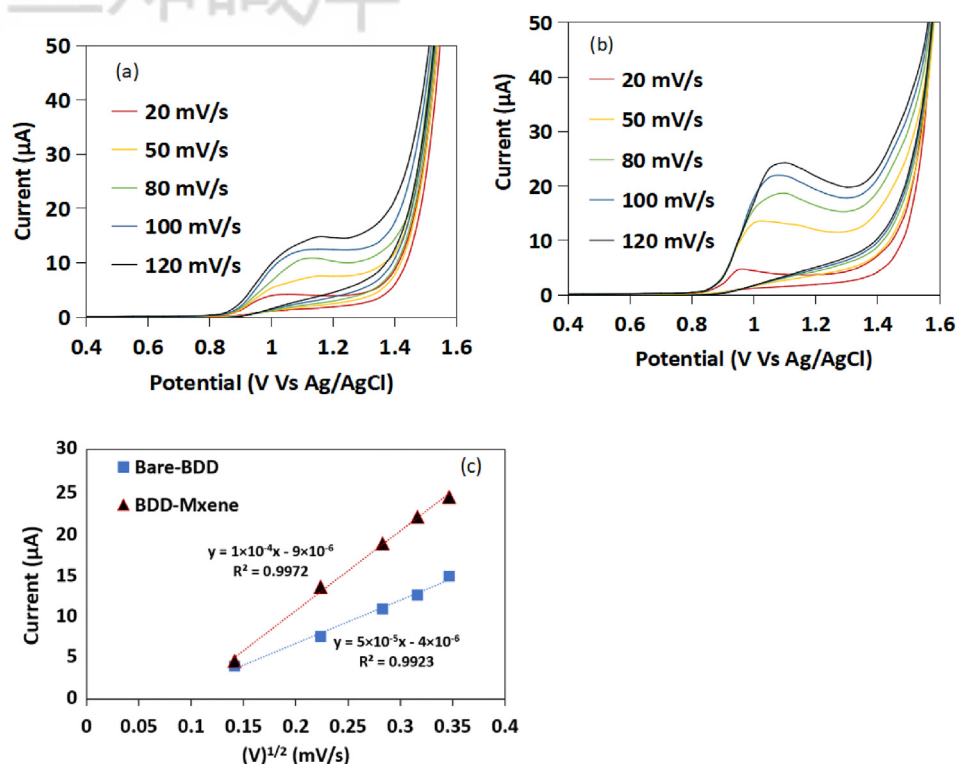 (a)
50
40
30
20
10
0
Current (µA)
20 mV/s
50 mV/s
80 mV/s
100 mV/s
120 mV/s
0.4 0.6 0.8 1 1.2 1.4 1.6
Potential (V Vs Ag/AgCl)
(b)
50
40
30
20
10
0
Current (µA)
20 mV/s
50 mV/s
80 mV/s
100 mV/s
120 mV/s
0.4 0.6 0.8 1 1.2 1.4 1.6
Potential (V Vs Ag/AgCl)
(c)
30
25
20
15
10
5
0
Current (µA)
Bare-BDD
BDD-Mxene
y = 1×10⁻⁴x - 9×10⁻⁶
R² = 0.9972
y = 5×10⁻⁵x - 4×10⁻⁶
R² = 0.9923
0 0.05 0.1 0.15 0.2 0.25 0.3 0.35 0.4
(V)¹/² (mV/s)